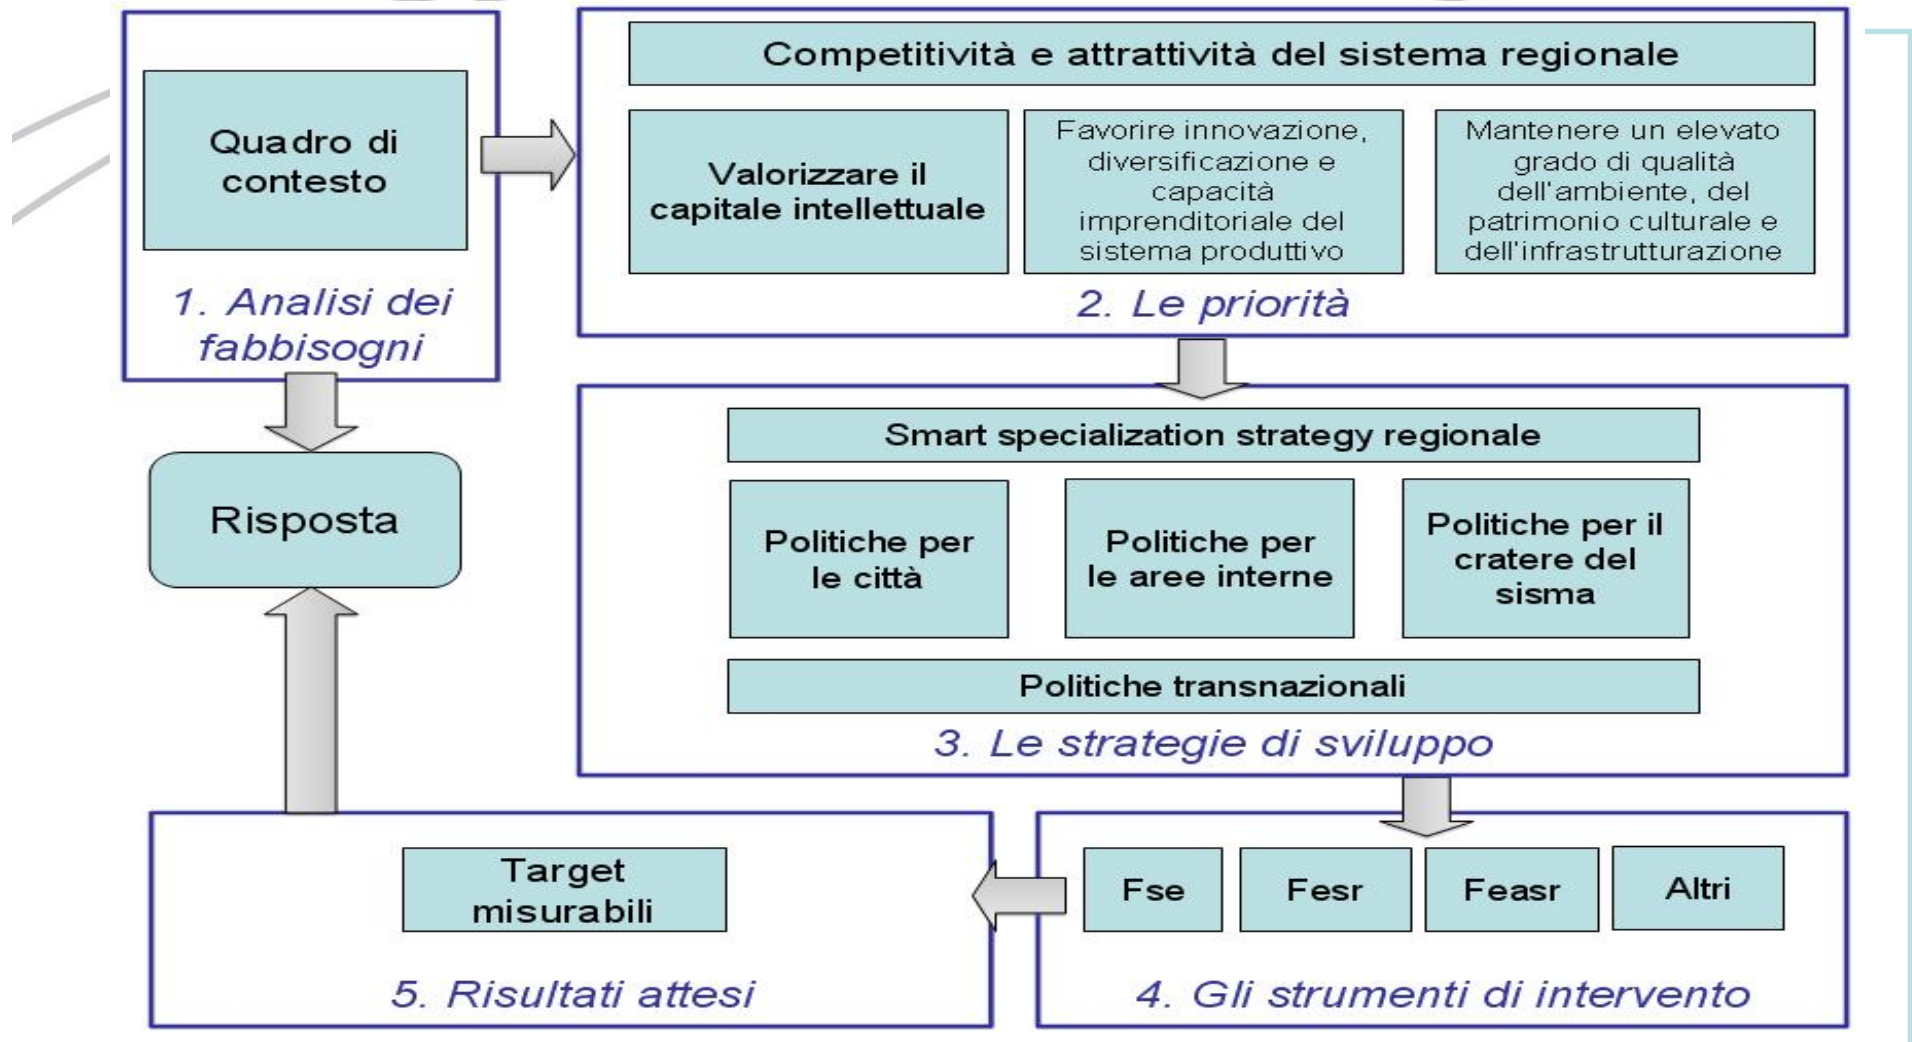 Quadro di
contesto
1. Analisi dei
fabbisogni
Competitività e attrattività del sistema regionale
Valorizzare il
capitale intellettuale
Favorire innovazione,
diversificazione e
capacità
imprenditoriale del
sistema produttivo
Mantenere un elevato
grado di qualità
dell'ambiente, del
patrimonio culturale e
dell'infrastrutturazione
2. Le priorità
Risposta
Smart specialization strategy regionale
Politiche per
le città
Politiche per
le aree interne
Politiche per il
cratere del
sisma
Politiche transnazionali
3. Le strategie di sviluppo
Fse
Fesr
Feasr
Altri
4. Gli strumenti di intervento
Target
misurabili
5. Risultati attesi